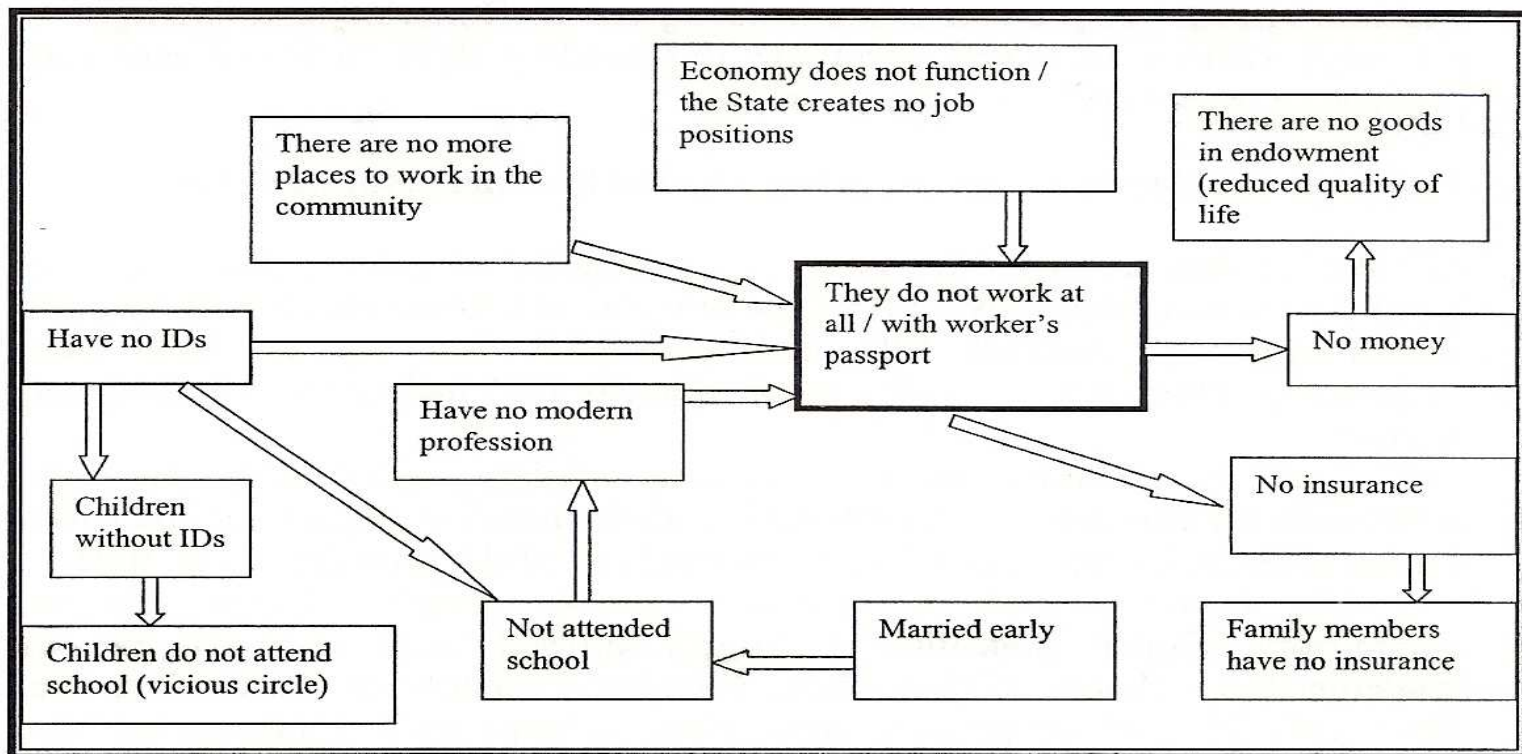 Economy does not function /
the State creates no job
positions
There are no more
places to work in the
community
There are no goods
in endowment
(reduced quality of
life
They do not work at
all / with worker's
passport
Have no IDs
No money
Have no modern
profession
No insurance
Children
without IDs
Not attended
school
Married early
Family members
have no insurance
Children do not attend
school (vicious circle)